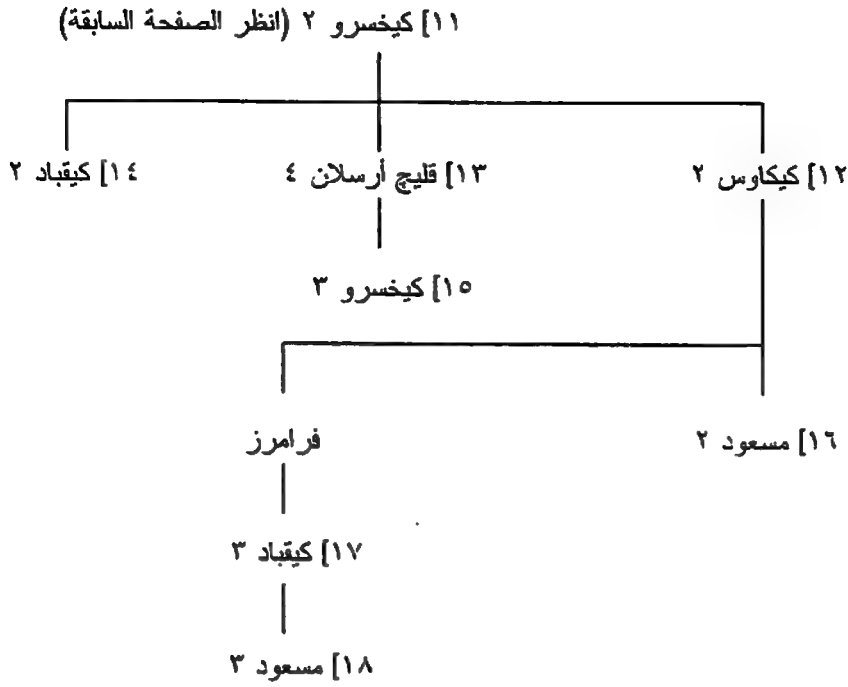 ١١] كيخسرو ٢ (انظر الصفحة السابقة)
١٢] كيكاوس ٢
١٣] قليچ أرسلان ٤
١٤] كيقباد ٢
١٥] كيخسرو ٣
١٦] مسعود ٢
فرامرز
١٧] كيقباد ٣
١٨] مسعود ٣